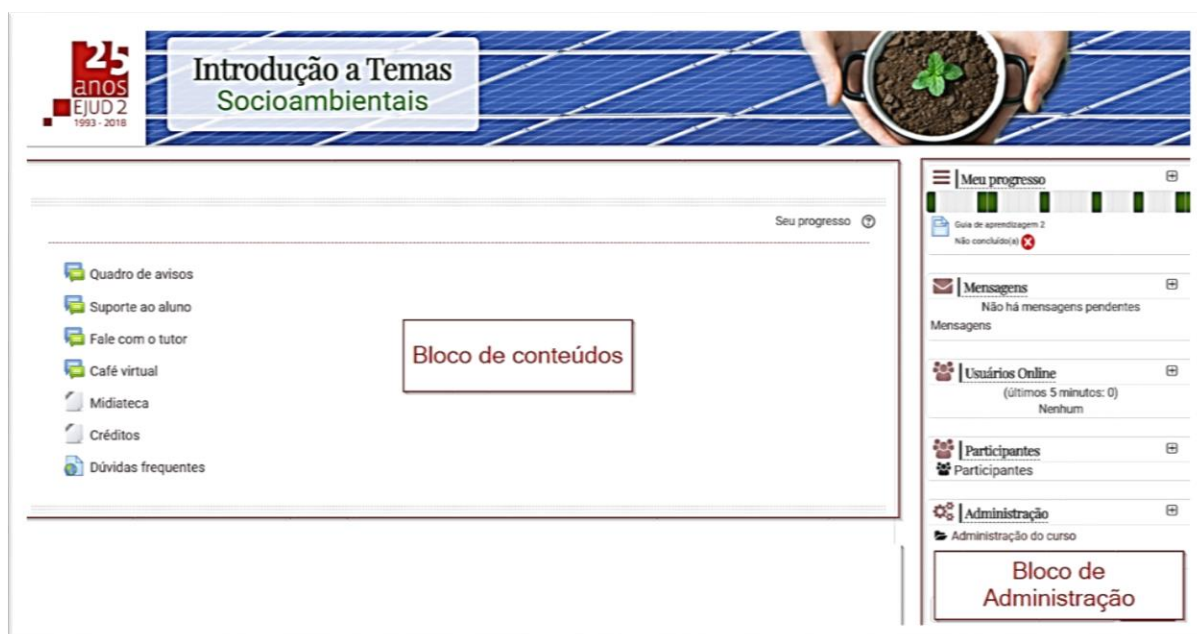 25
anos
EJUD 2
1993 - 2018
Introdução a Temas
Socioambientais
Seu progresso
Quadro de avisos
Suporte ao aluno
Fale com o tutor
Café virtual
Midiateca
Créditos
Dúvidas frequentes
Bloco de conteúdos
Meu progresso
Guia de aprendizagem 2
Não concluído(a)
Mensagens
Não há mensagens pendentes
Mensagens
Usuários Online
(últimos 5 minutos: 0)
Nenhum
Participantes
Participantes
Administração
Administração do curso
Bloco de
Administração